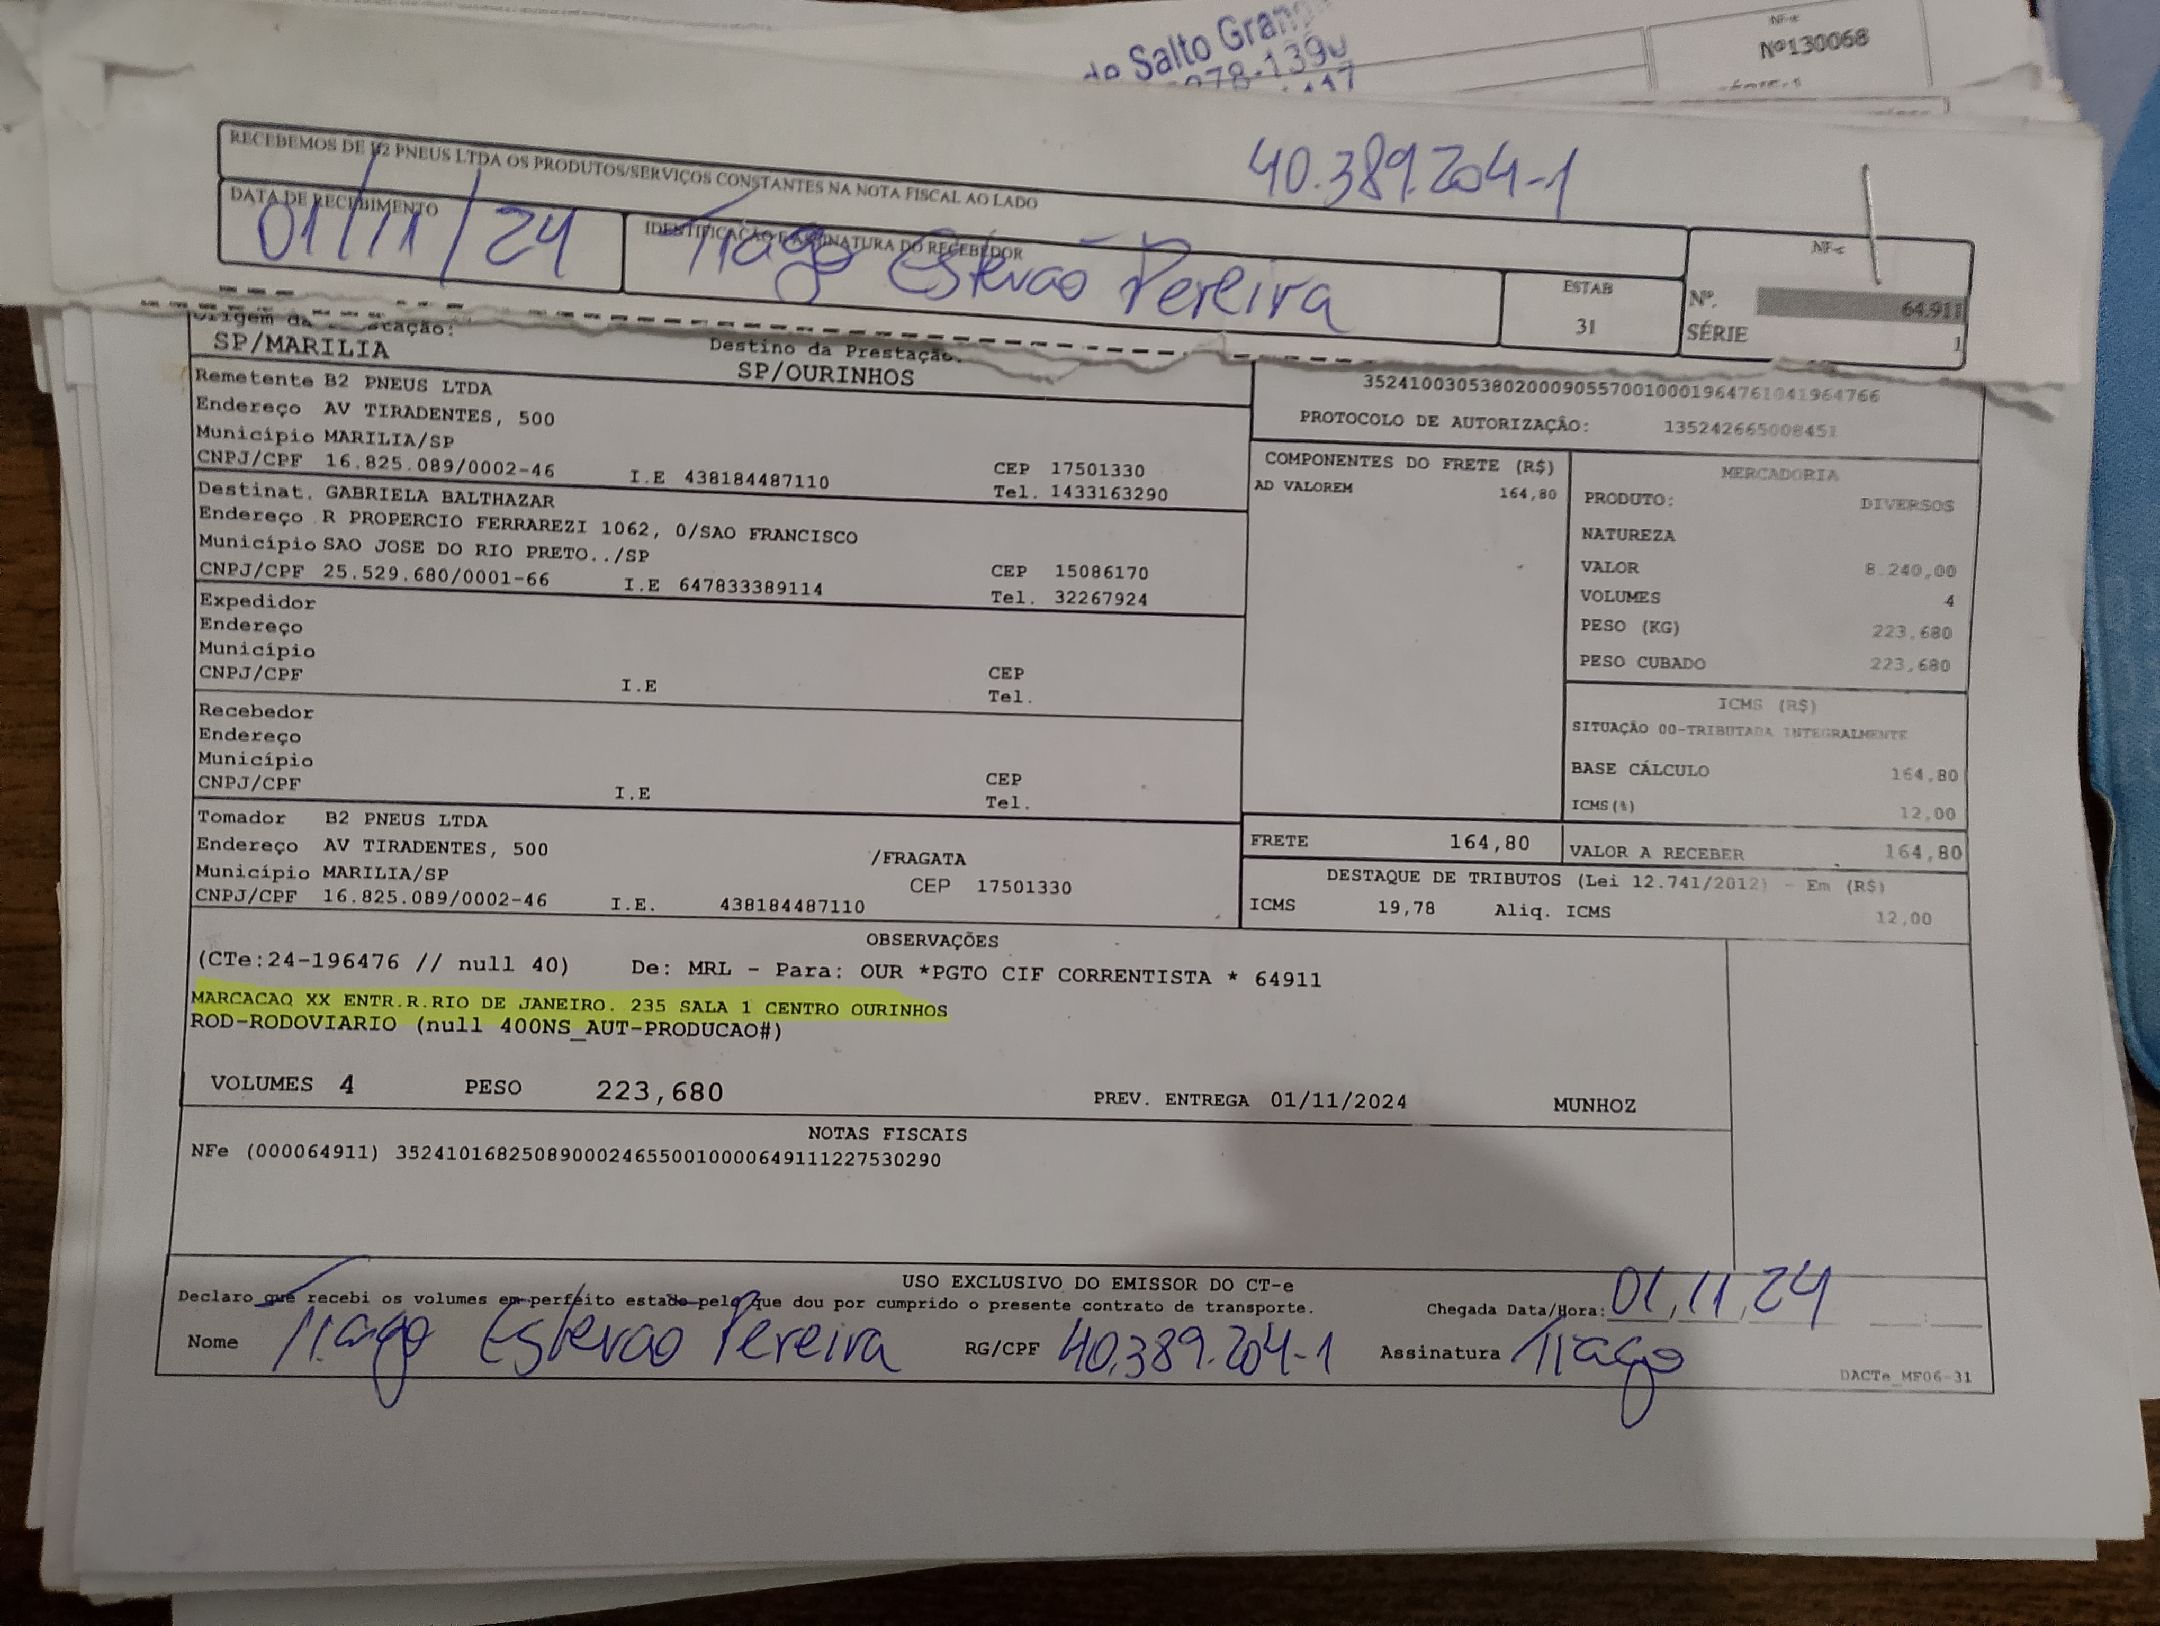 Salto Gran
NF-e
Nº130068
RECEBEMOS DE B2 PNEUS LTDA OS PRODUTOS/SERVIÇOS CONSTANTES NA NOTA FISCAL AO LADO
40.389.204-1
DATA DE RECEBIMENTO
01/11/24
IDENTIFICAÇÃO E ASSINATURA DO RECEBEDOR
Tiago Estevao Pereira
ESTAB
31
NF-e
Nº. 64.911
SÉRIE 1
SP/MARILIA
Destino da Prestação.
SP/OURINHOS
Remetente B2 PNEUS LTDA
Endereço AV TIRADENTES, 500
Município MARILIA/SP
CNPJ/CPF 16.825.089/0002-46 I.E 438184487110 CEP 17501330
Tel. 1433163290
Destinat. GABRIELA BALTHAZAR
Endereço R PROPERCIO FERRAREZI 1062, 0/SAO FRANCISCO
Município SAO JOSE DO RIO PRETO../SP
CNPJ/CPF 25.529.680/0001-66 I.E 647833389114 CEP 15086170
Tel. 32267924
Expedidor
Endereço
Município
CNPJ/CPF I.E CEP
Tel.
Recebedor
Endereço
Município
CNPJ/CPF I.E CEP
Tel.
Tomador B2 PNEUS LTDA
Endereço AV TIRADENTES, 500 /FRAGATA
Município MARILIA/SP CEP 17501330
CNPJ/CPF 16.825.089/0002-46 I.E. 438184487110
35241003053802000905570010001964761041964766
PROTOCOLO DE AUTORIZAÇÂO: 135242665008451
COMPONENTES DO FRETE (R$)
AD VALOREM 164,80
MERCADORIA
PRODUTO: DIVERSOS
NATUREZA
VALOR 8.240,00
VOLUMES 4
PESO (KG) 223,680
PESO CUBADO 223,680
ICMS (R$)
SITUAÇÃO 00-TRIBUTADA INTEGRALMENTE
BASE CÁLCULO 164,80
ICMS(%) 12,00
FRETE 164,80 VALOR A RECEBER 164,80
DESTAQUE DE TRIBUTOS (Lei 12.741/2012) - Em (R$)
ICMS 19,78 Aliq. ICMS 12,00
OBSERVAÇÕES
(CTe:24-196476 // null 40) De: MRL - Para: OUR *PGTO CIF CORRENTISTA * 64911
MARCACAO XX ENTR.R.RIO DE JANEIRO. 235 SALA 1 CENTRO OURINHOS
ROD-RODOVIARIO (null 400NS_AUT-PRODUCAO#)
VOLUMES 4 PESO 223,680 PREV. ENTREGA 01/11/2024 MUNHOZ
NOTAS FISCAIS
NFe (000064911) 35241016825089000246550010000649111227530290
USO EXCLUSIVO DO EMISSOR DO CT-e
Declaro que recebi os volumes em perfeito estado pelo que dou por cumprido o presente contrato de transporte. Chegada Data/Hora: 01/11/24
Nome Tiago Estevao Pereira RG/CPF 40.389.204-1 Assinatura Tiago
DACTe_MF06-31